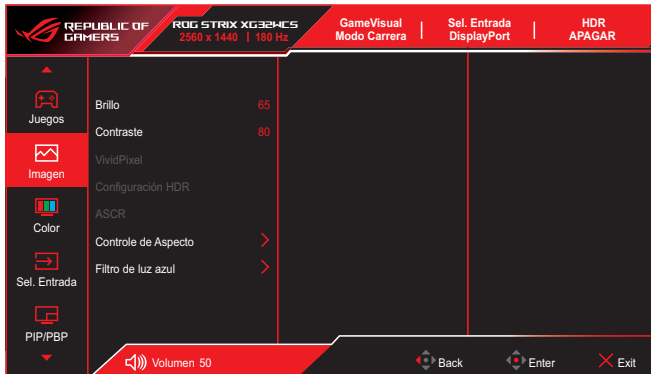 REPUBLIC OF
GAMERS
ROG STRIX XG32WCS
2560 x 1440 | 180 Hz
GameVisual
Modo Carrera
Sel. Entrada
DisplayPort
HDR
APAGAR
Juegos
Imagen
Color
Sel. Entrada
PIP/PBP
Brillo 65
Contraste 80
VividPixel
Configuración HDR
ASCR
Controle de Aspecto
Filtro de luz azul
Volumen 50
Back
Enter
Exit